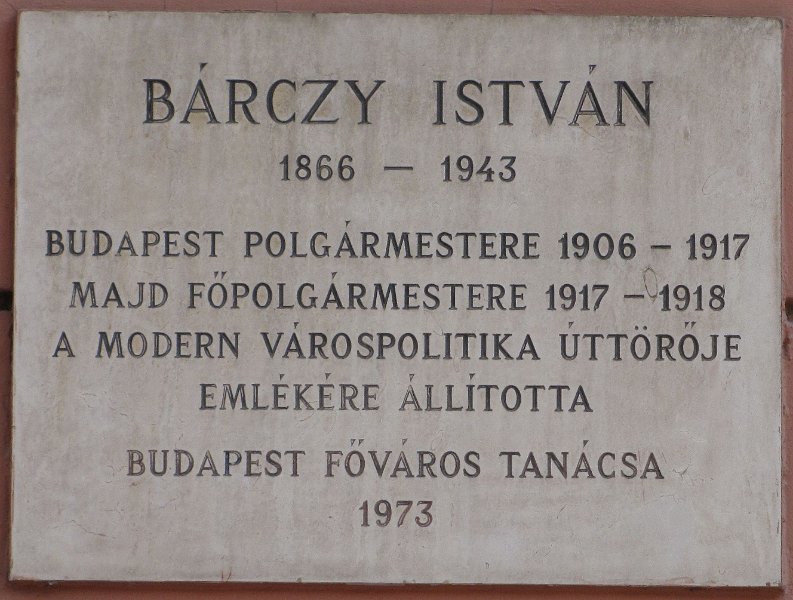 BÁRCZY ISTVÁN
1866 – 1943
BUDAPEST POLGÁRMESTERE 1906 – 1917
MAJD FŐPOLGÁRMESTERE 1917 – 1918
A MODERN VÁROSPOLITIKA ÚTTÖRŐJE
EMLÉKÉRE ÁLLÍTOTTA
BUDAPEST FŐVÁROS TANÁCSA
1973